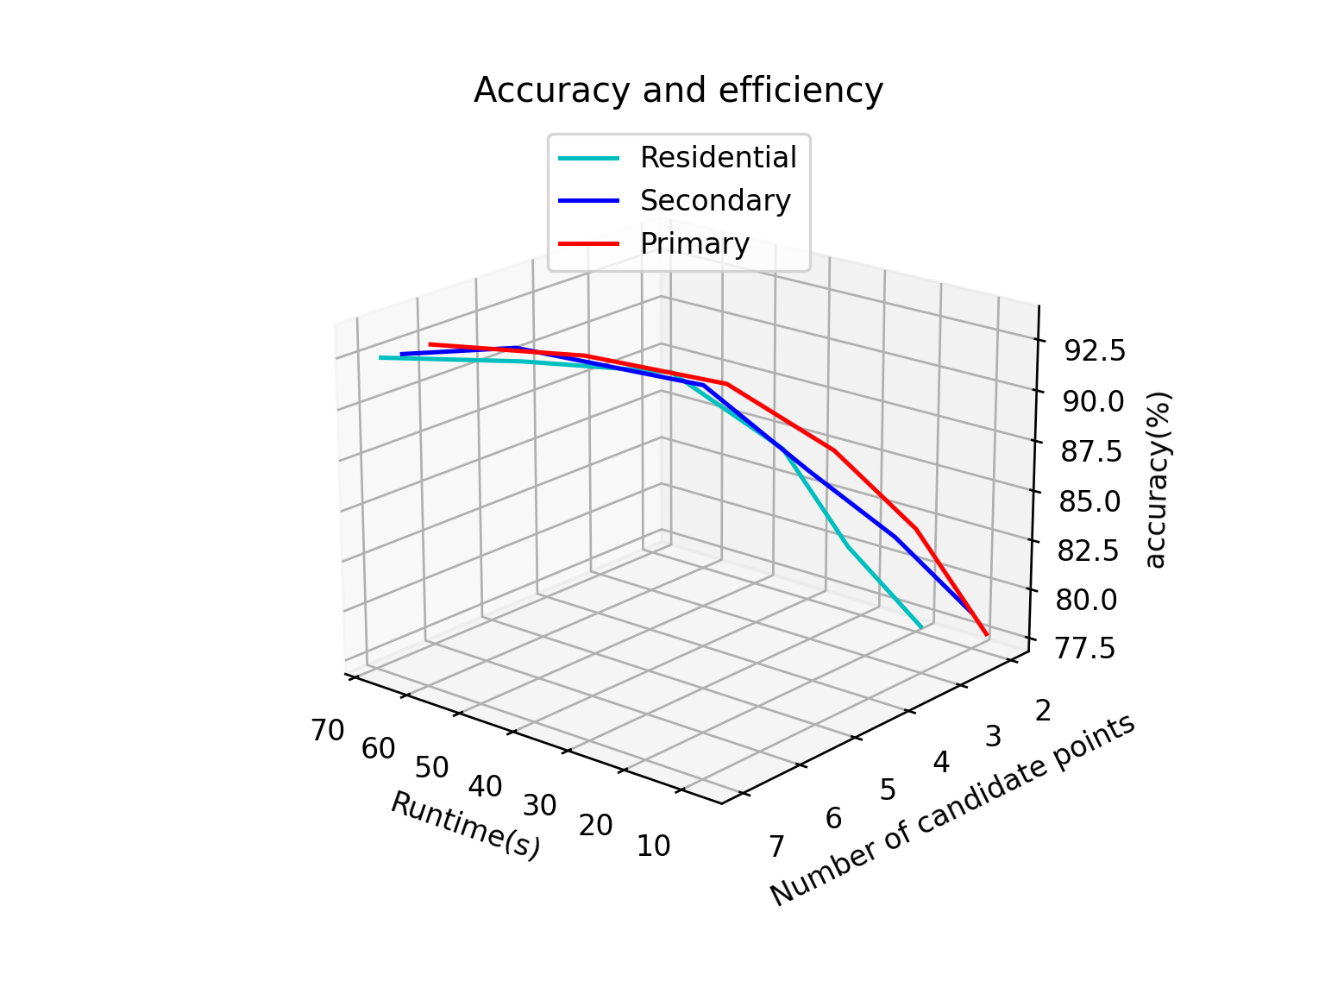 Accuracy and efficiency
Residential
Secondary
Primary
92.5
90.0
87.5
85.0
82.5
80.0
77.5
accuracy(%)
70
60
50
40
30
20
10
Runtime(s)
2
3
4
5
6
7
Number of candidate points